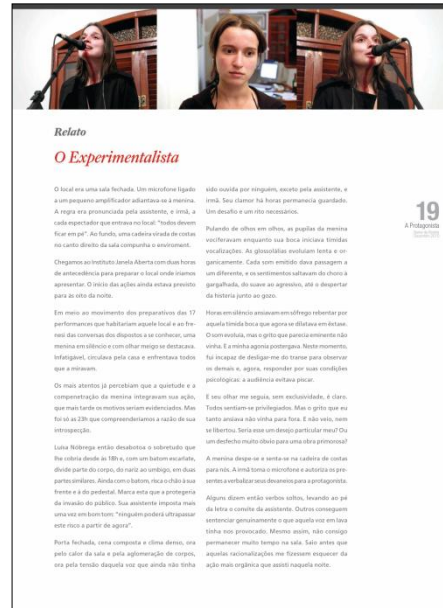 Relato
O Experimentalista
O local era uma sala fechada. Um microfone ligado
a um pequeno amplificador adiantava-se à menina.
A regra era pronunciada pela assistente, e irmã, a
cada espectador que entrava no local: "todos devem
ficar em pé". Ao fundo, uma cadeira virada de costas
no canto direito da sala compunha o enviroment.
Chegamos ao Instituto Janela Aberta com duas horas
de antecedência para preparar o local onde iríamos
apresentar. O início das ações ainda estava previsto
para às oito da noite.
Em meio ao movimento dos preparativos das 17
performances que habitariam aquele local e ao fre-
nesi das conversas dos dispostos a se conhecer, uma
menina em silêncio e com olhar meigo se destacava.
Infatigável, circulava pela casa e enfrentava todos
que a miravam.
Os mais atentos já percebiam que a quietude e a
compenetração da menina integravam sua ação,
que mais tarde os motivos seriam evidenciados. Mas
foi só as 23h que compreenderíamos a razão de sua
introspecção.
Luisa Nóbrega então desabotoa o sobretudo que
lhe cobria desde às 18h e, com um batom escarlate,
divide parte do corpo, do nariz ao umbigo, em duas
partes similares. Ainda com o batom, risca o chão à sua
frente e à do pedestal. Marca esta que a protegeria
da invasão do público. Sua assistente imposta mais
uma vez em bom tom: "ninguém poderá ultrapassar
este risco a partir de agora".
Porta fechada, cena composta e clima denso, ora
pelo calor da sala e pela aglomeração de corpos,
ora pela tensão daquela voz que ainda não tinha
sido ouvida por ninguém, exceto pela assistente, e
irmã. Seu clamor há horas permanecia guardado.
Um desafio e um rito necessários.
Pulando de olhos em olhos, as pupilas da menina
vociferavam enquanto sua boca iniciava tímidas
vocalizações. As glossolálias evoluíam lenta e or-
ganicamente. Cada som emitido dava passagem a
um diferente, e os sentimentos saltavam do choro à
gargalhada, do suave ao agressivo, até o despertar
da histeria junto ao gozo.
Horas em silêncio ansiavam em sôfrego rebentar por
aquela tímida boca que agora se dilatava em êxtase.
O som evoluía, mas o grito que parecia eminente não
vinha. E a minha agonia postergava. Neste momento,
fui incapaz de desligar-me do transe para observar
os demais e, agora, responder por suas condições
psicológicas: a audiência evitava piscar.
E seu olhar me seguia, sem exclusividade, é claro.
Todos sentiam-se privilegiados. Mas o grito que eu
tanto ansiava não vinha para fora. E não veio, nem
se libertou. Seria esse um desejo particular meu? Ou
um desfecho muito óbvio para uma obra primorosa?
A menina despe-se e senta-se na cadeira de costas
para nós. A irmã toma o microfone e autoriza os pre-
sentes a verbalizar seus devaneios para a protagonista.
Alguns dizem então verbos soltos, levando ao pé
da letra o convite da assistente. Outros conseguem
sentenciar genuinamente o que aquela voz em lava
tinha nos provocado. Mesmo assim, não consigo
permanecer muito tempo na sala. Saio antes que
aquelas racionalizações me fizessem esquecer da
ação mais orgânica que assisti naquela noite.
19
A Protagonista